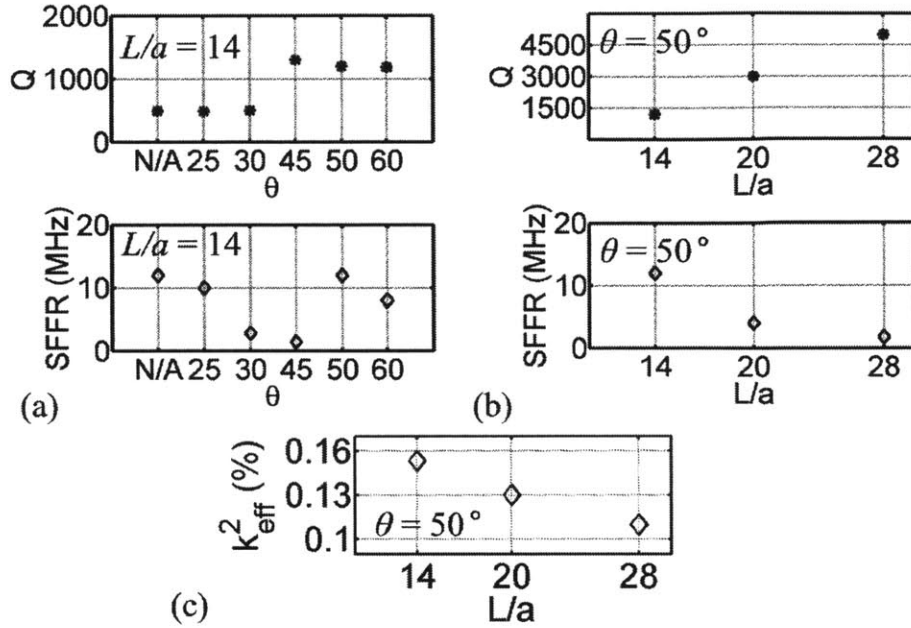 2000
1000
0
Q
L/a = 14
N/A 25 30 45 50 60
θ
4500
3000
1500
Q
θ = 50°
14 20 28
L/a
20
10
0
SFFR (MHz)
L/a = 14
N/A 25 30 45 50 60
θ
(a)
20
10
0
SFFR (MHz)
θ = 50°
14 20 28
L/a
(b)
0.16
0.13
0.1
k²eff (%)
θ = 50°
14 20 28
L/a
(c)